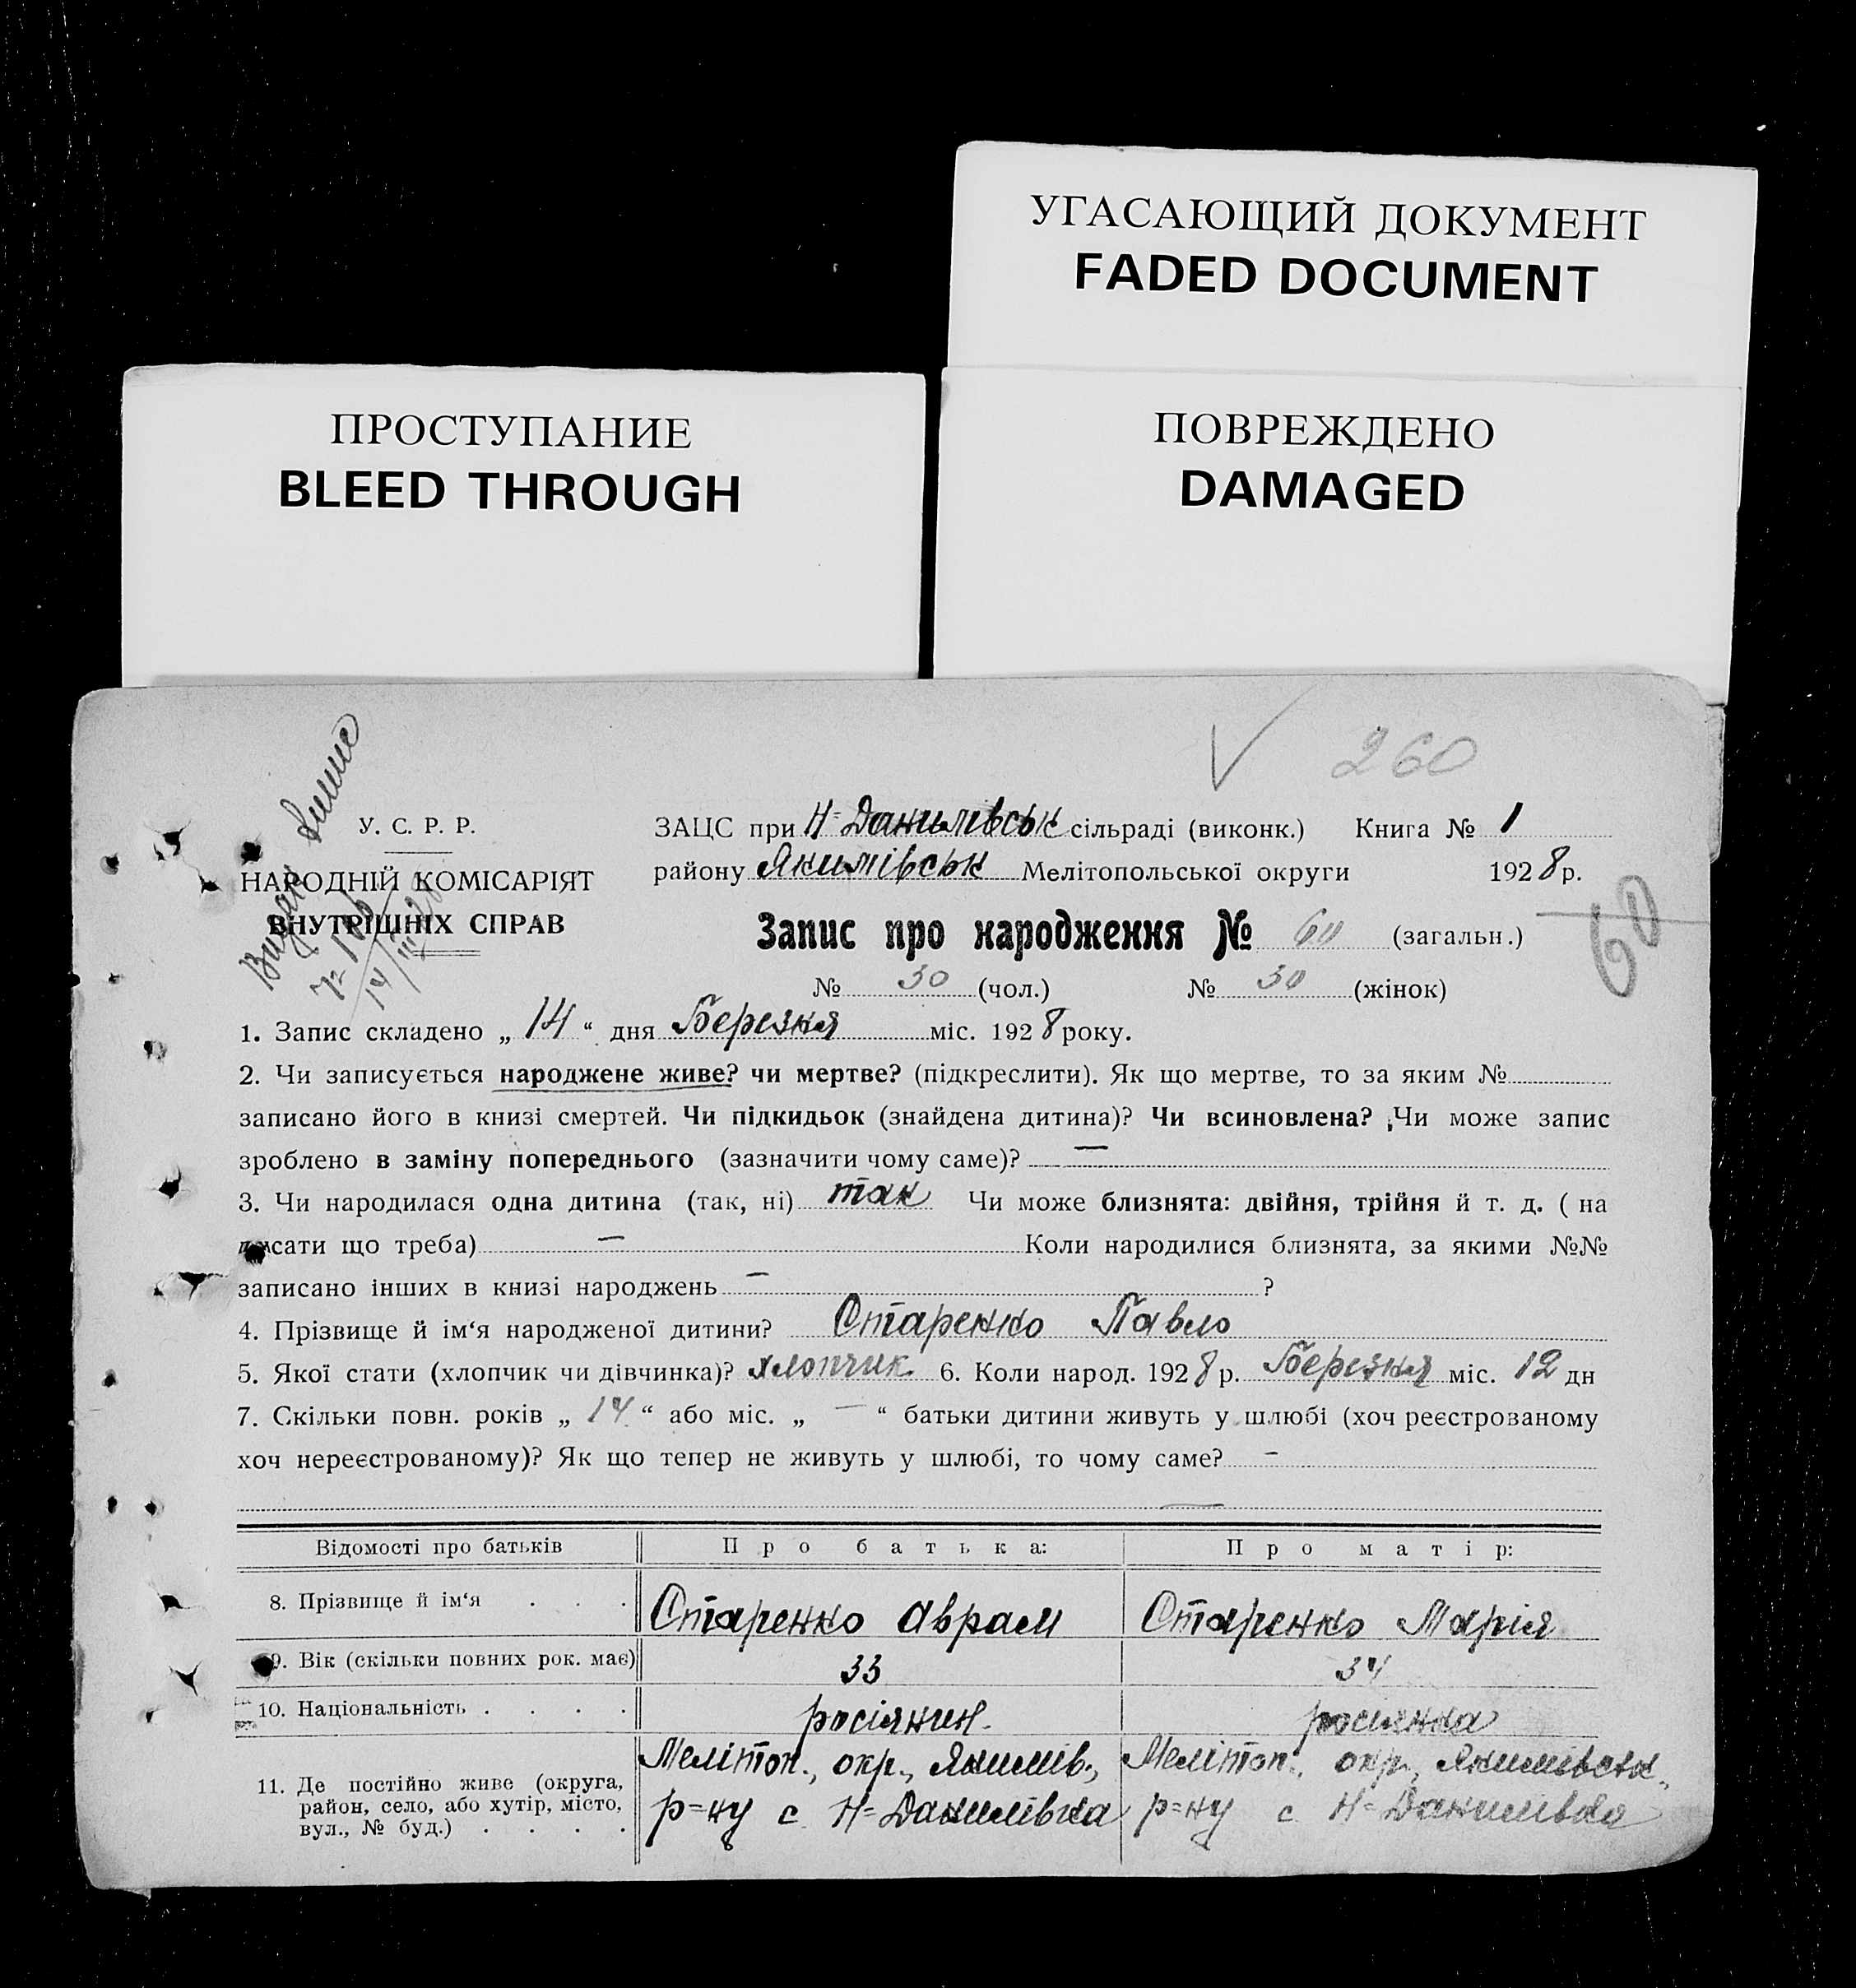 УГАСАЮЩИЙ ДОКУМЕНТ
FADED DOCUMENT
ПРОСТУПАНИЕ
BLEED THROUGH
ПОВРЕЖДЕНО
DAMAGED
260
У. С. Р. Р.
НАРОДНІЙ КОМІСАРІЯТ
ВНУТРІШНІХ СПРАВ
ЗАЦС при Н-Данилівськ сільраді (виконк.) Книга № 1
району Якимівськ Мелітопольської округи 1928 р.
Запис про народження № 60 (загальн.)
60
№ 30 (чол.) № 30 (жінок)
1. Запис складено „ 14 “ дня Березня міс. 1928 року.
2. Чи записується народжене живе? чи мертве? (підкреслити). Як що мертве, то за яким №
записано його в книзі смертей. Чи підкидьок (знайдена дитина)? Чи всиновлена? Чи може запис
зроблено в заміну попереднього (зазначити чому саме)? —
3. Чи народилася одна дитина (так, ні) так Чи може близнята: двійня, трійня й т. д. ( на
писати що треба) — Коли народилися близнята, за якими №№
записано інших в книзі народжень — ?
4. Прізвище й ім‘я народженої дитини? Старенко Павло
5. Якої стати (хлопчик чи дівчинка)? хлопчик 6. Коли народ. 1928 р. Березня міс. 12 дн
7. Скільки повн. років „ 14 “ або міс. „ — “ батьки дитини живуть у шлюбі (хоч реєстрованому
хоч нереєстрованому)? Як що тепер не живуть у шлюбі, то чому саме? —
—
Відомості про батьків Про батька: Про матір:
8. Прізвище й ім‘я . . . Старенко Аврам Старенко Марія
9. Вік (скільки повних рок. має) 33 34
10. Національність . . . . росіянин. росіянка
11. Де постійно живе (округа, Меліт​оп., окр., Якимів., Мелітоп., окр., Якимівськ.,
район, село, або хутір, місто, р=ну с. Н=Данилівка р=ну с. Н=Данилівка
вул., № буд.) . . . .